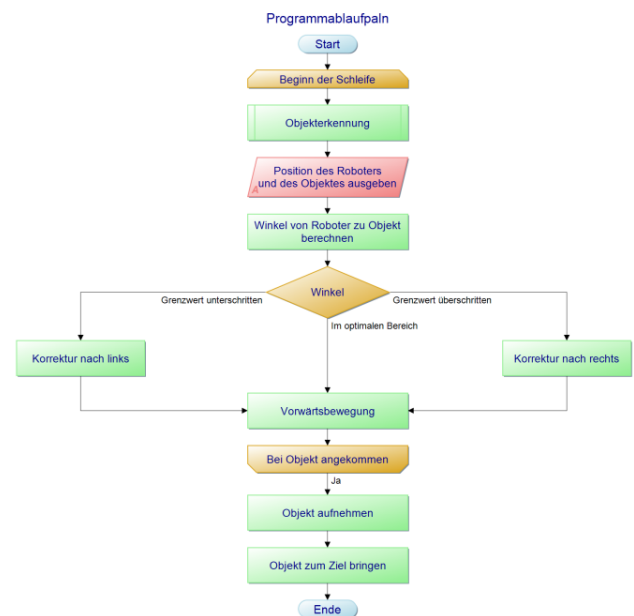 Programmablaufpaln
Start
Beginn der Schleife
Objekterkennung
Position des Roboters
und des Objektes ausgeben
A
Winkel von Roboter zu Objekt
berechnen
Winkel
Grenzwert unterschritten
Grenzwert überschritten
Im optimalen Bereich
Korrektur nach links
Korrektur nach rechts
Vorwärtsbewegung
Bei Objekt angekommen
Ja
Objekt aufnehmen
Objekt zum Ziel bringen
Ende